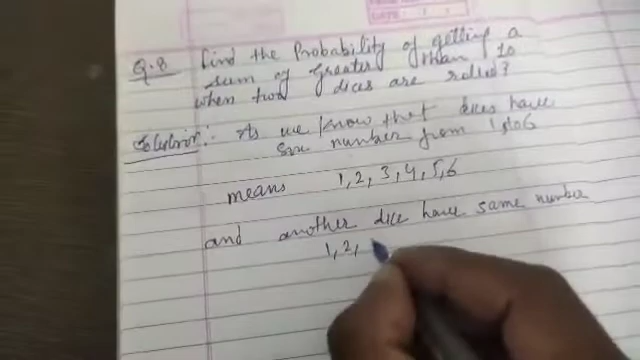 Q.8 Find the Probability of getting a
sum of greater than 10
when two dices are rolled?
Solution:- As we know that dices have
six number from 1 to 6
means 1, 2, 3, 4, 5, 6
and another dice have same number
1, 2,
DATE